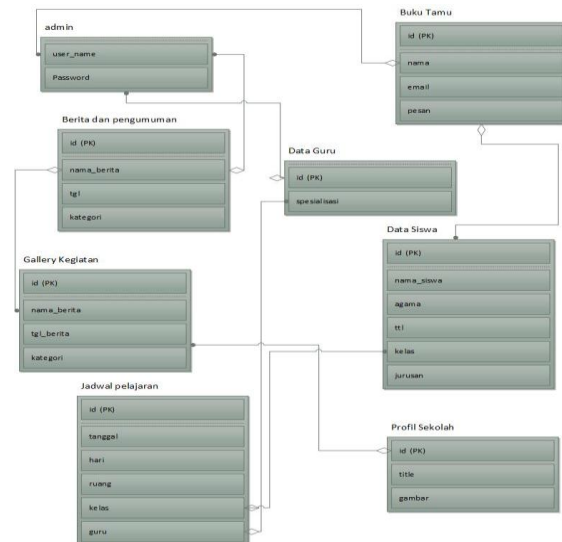 admin
user_name
Password
Buku Tamu
id (PK)
nama
email
pesan
Berita dan pengumuman
id (PK)
nama_berita
tgl
kategori
Data Guru
id (PK)
spesialisasi
Data Siswa
id (PK)
nama_siswa
agama
ttl
kelas
jurusan
Gallery Kegiatan
id (PK)
nama_berita
tgl_berita
kategori
Jadwal pelajaran
id (PK)
tanggal
hari
ruang
kelas
guru
Profil Sekolah
id (PK)
title
gambar